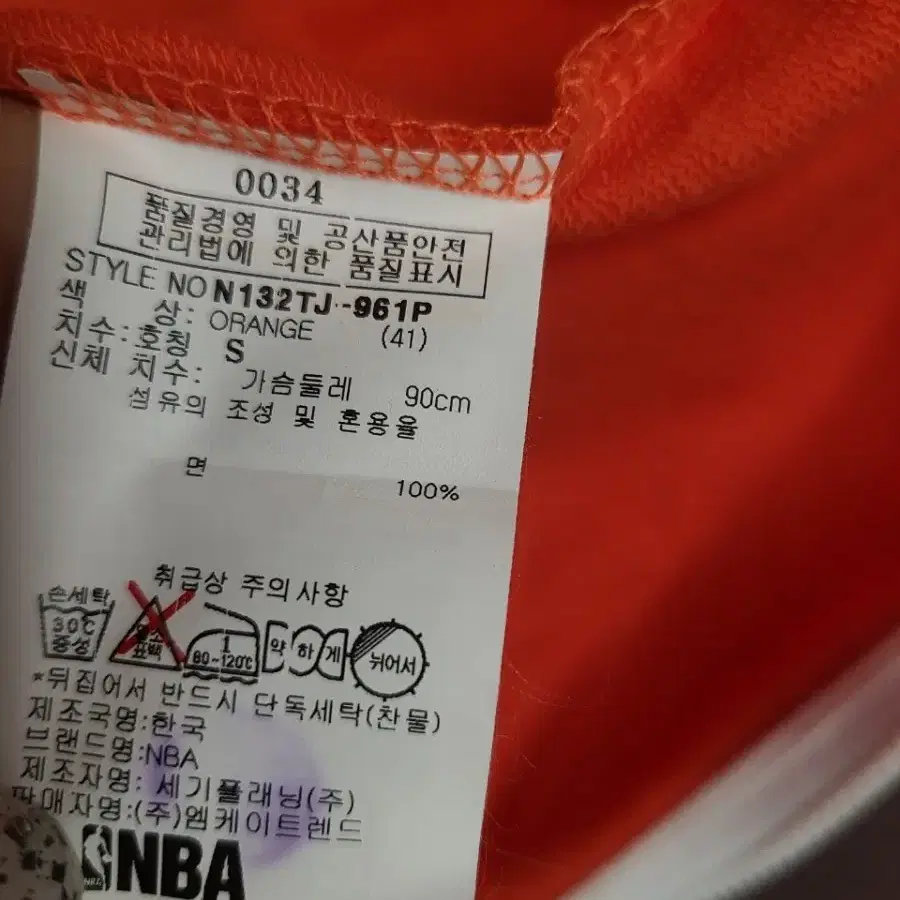 0034
품질경영 및 공산품안전
관리법에 의한 품질표시
STYLE NO N132TJ-961P
색 상: ORANGE (41)
치수:호칭 S
신체 치수: 가슴둘레 90cm
섬유의 조성 및 혼용율
면 100%
취급상 주의사항
손세탁
30℃
중성
염소
표백
1
80~120℃
약하게
뉘어서
*뒤집어서 반드시 단독세탁(찬물)
제조국명:한국
브랜드명:NBA
제조자명: 세기플래닝(주)
판매자명:(주)엠케이트렌드
NBA